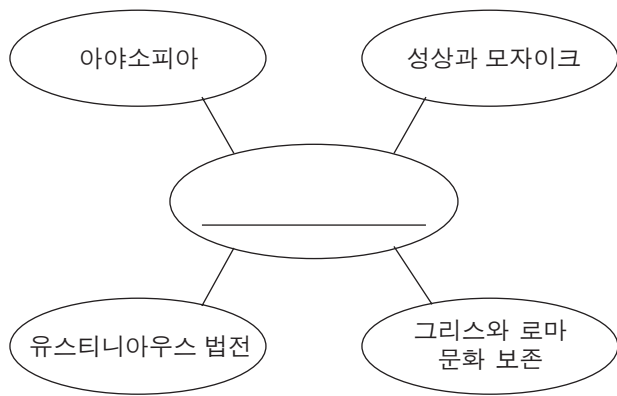 아야소피아
성상과 모자이크
유스티니아우스 법전
그리스와 로마
문화 보존